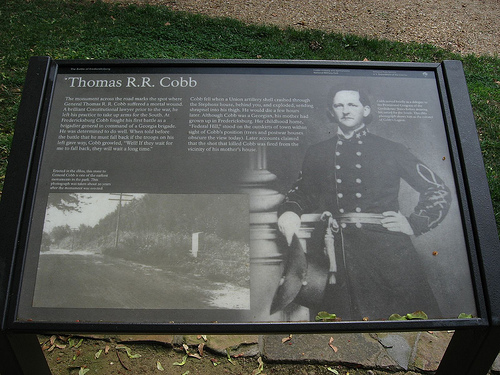 Thomas R.R. Cobb
The monument across the road marks the spot where
General Thomas R. R. Cobb suffered a mortal wound.
A brilliant Constitutional lawyer prior to the war, he
left his practice to take up arms for the South. At
Fredericksburg Cobb fought his first battle as a
brigadier general in command of a Georgia brigade.
He was determined to do well. When told before
the battle that he must fall back if the troops on his
left gave way, Cobb growled, "Well! If they wait for
me to fall back, they will wait a long time."
Cobb fell when a Union artillery shell crashed through
the Stephens house, behind you, and exploded, sending
shrapnel into his thigh. He would die a few hours
later. Although Cobb was a Georgian, his mother had
grown up in Fredericksburg. Her childhood home,
"Federal Hill," stood on the outskirts of town within
sight of Cobb's position (trees and postwar houses
obscure the view today). Later accounts claimed
that the shot that killed Cobb was fired from the
vicinity of his mother's house.